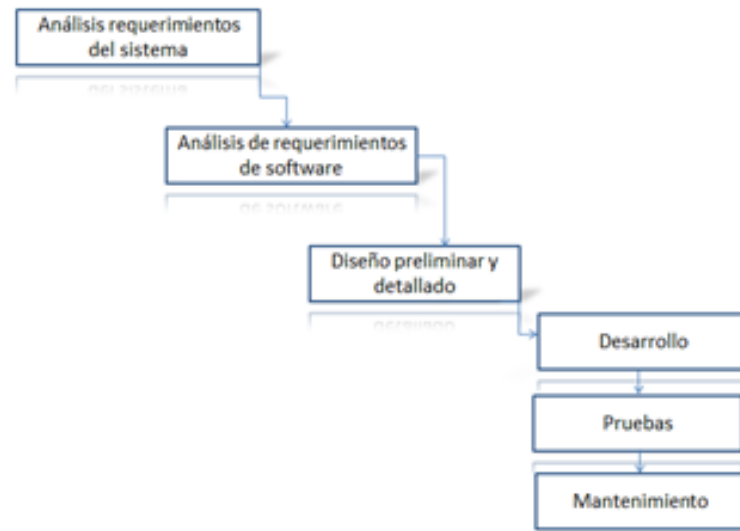 Análisis requerimientos
del sistema
Análisis de requerimientos
de software
Diseño preliminar y
detallado
Desarrollo
Pruebas
Mantenimiento